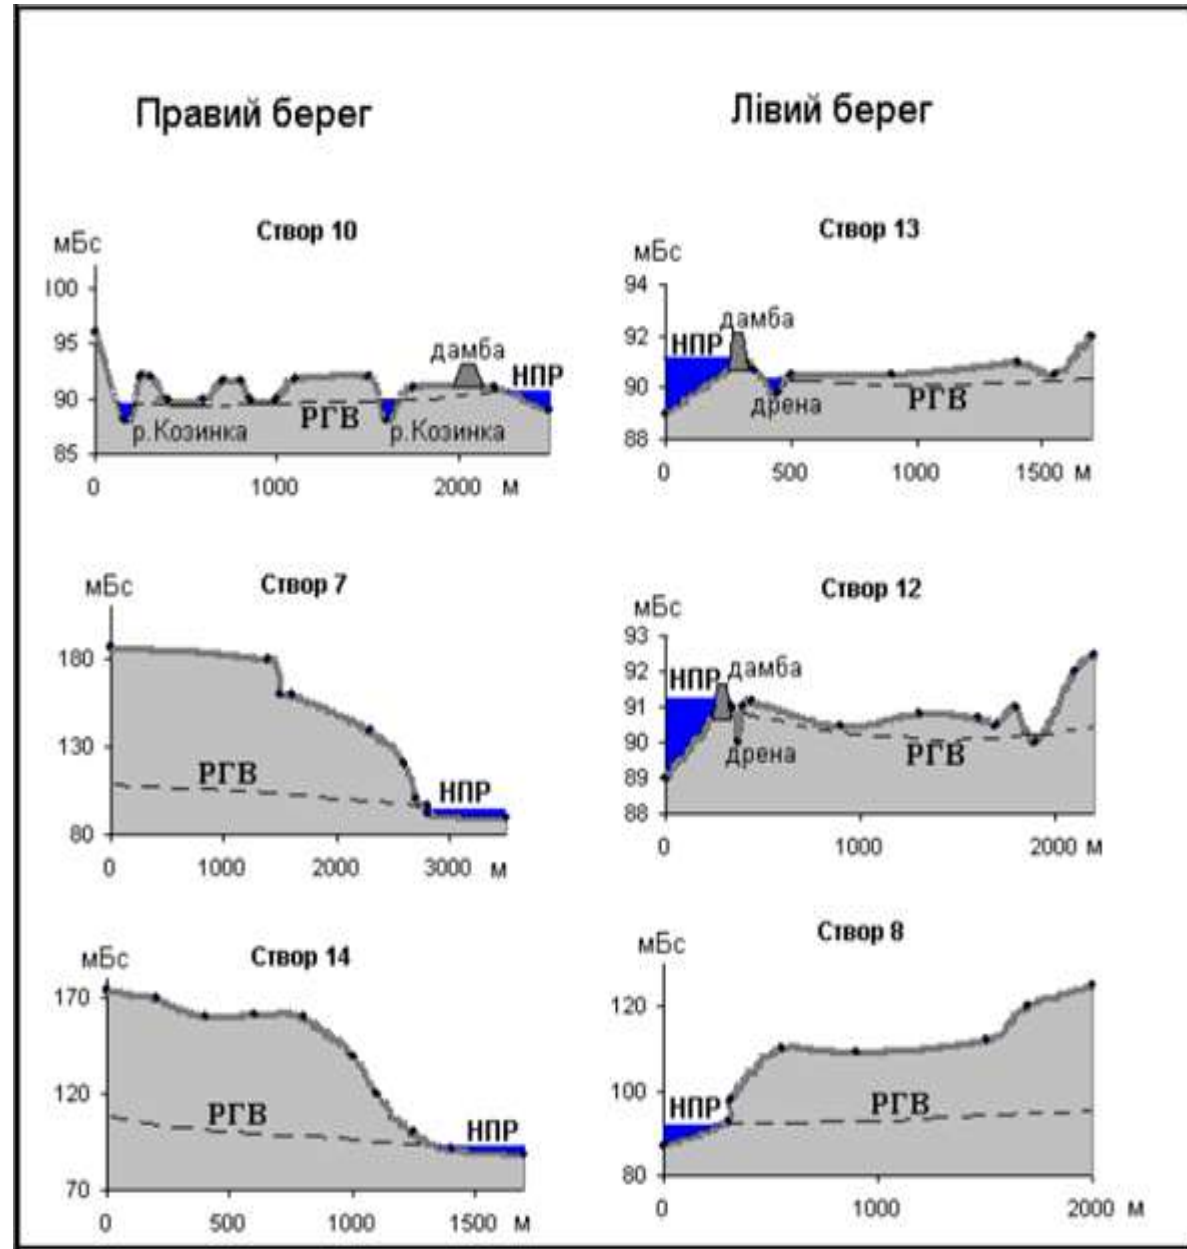 Правий берег
Лівий берег
Створ 10
мБс
100
95
90
85
дамба
НПР
РГВ
р.Козинка
р.Козинка
0 1000 2000 м
Створ 13
мБс
94
92
90
88
дамба
НПР
дрена
РГВ
0 500 1000 1500 м
Створ 7
мБс
180
130
80
РГВ
НПР
0 1000 2000 3000 м
Створ 12
мБс
93
92
91
90
89
88
НПР
дамба
дрена
РГВ
0 1000 2000 м
Створ 14
мБс
170
120
70
РГВ
НПР
0 500 1000 1500 м
Створ 8
мБс
120
100
80
НПР
РГВ
0 1000 2000 м